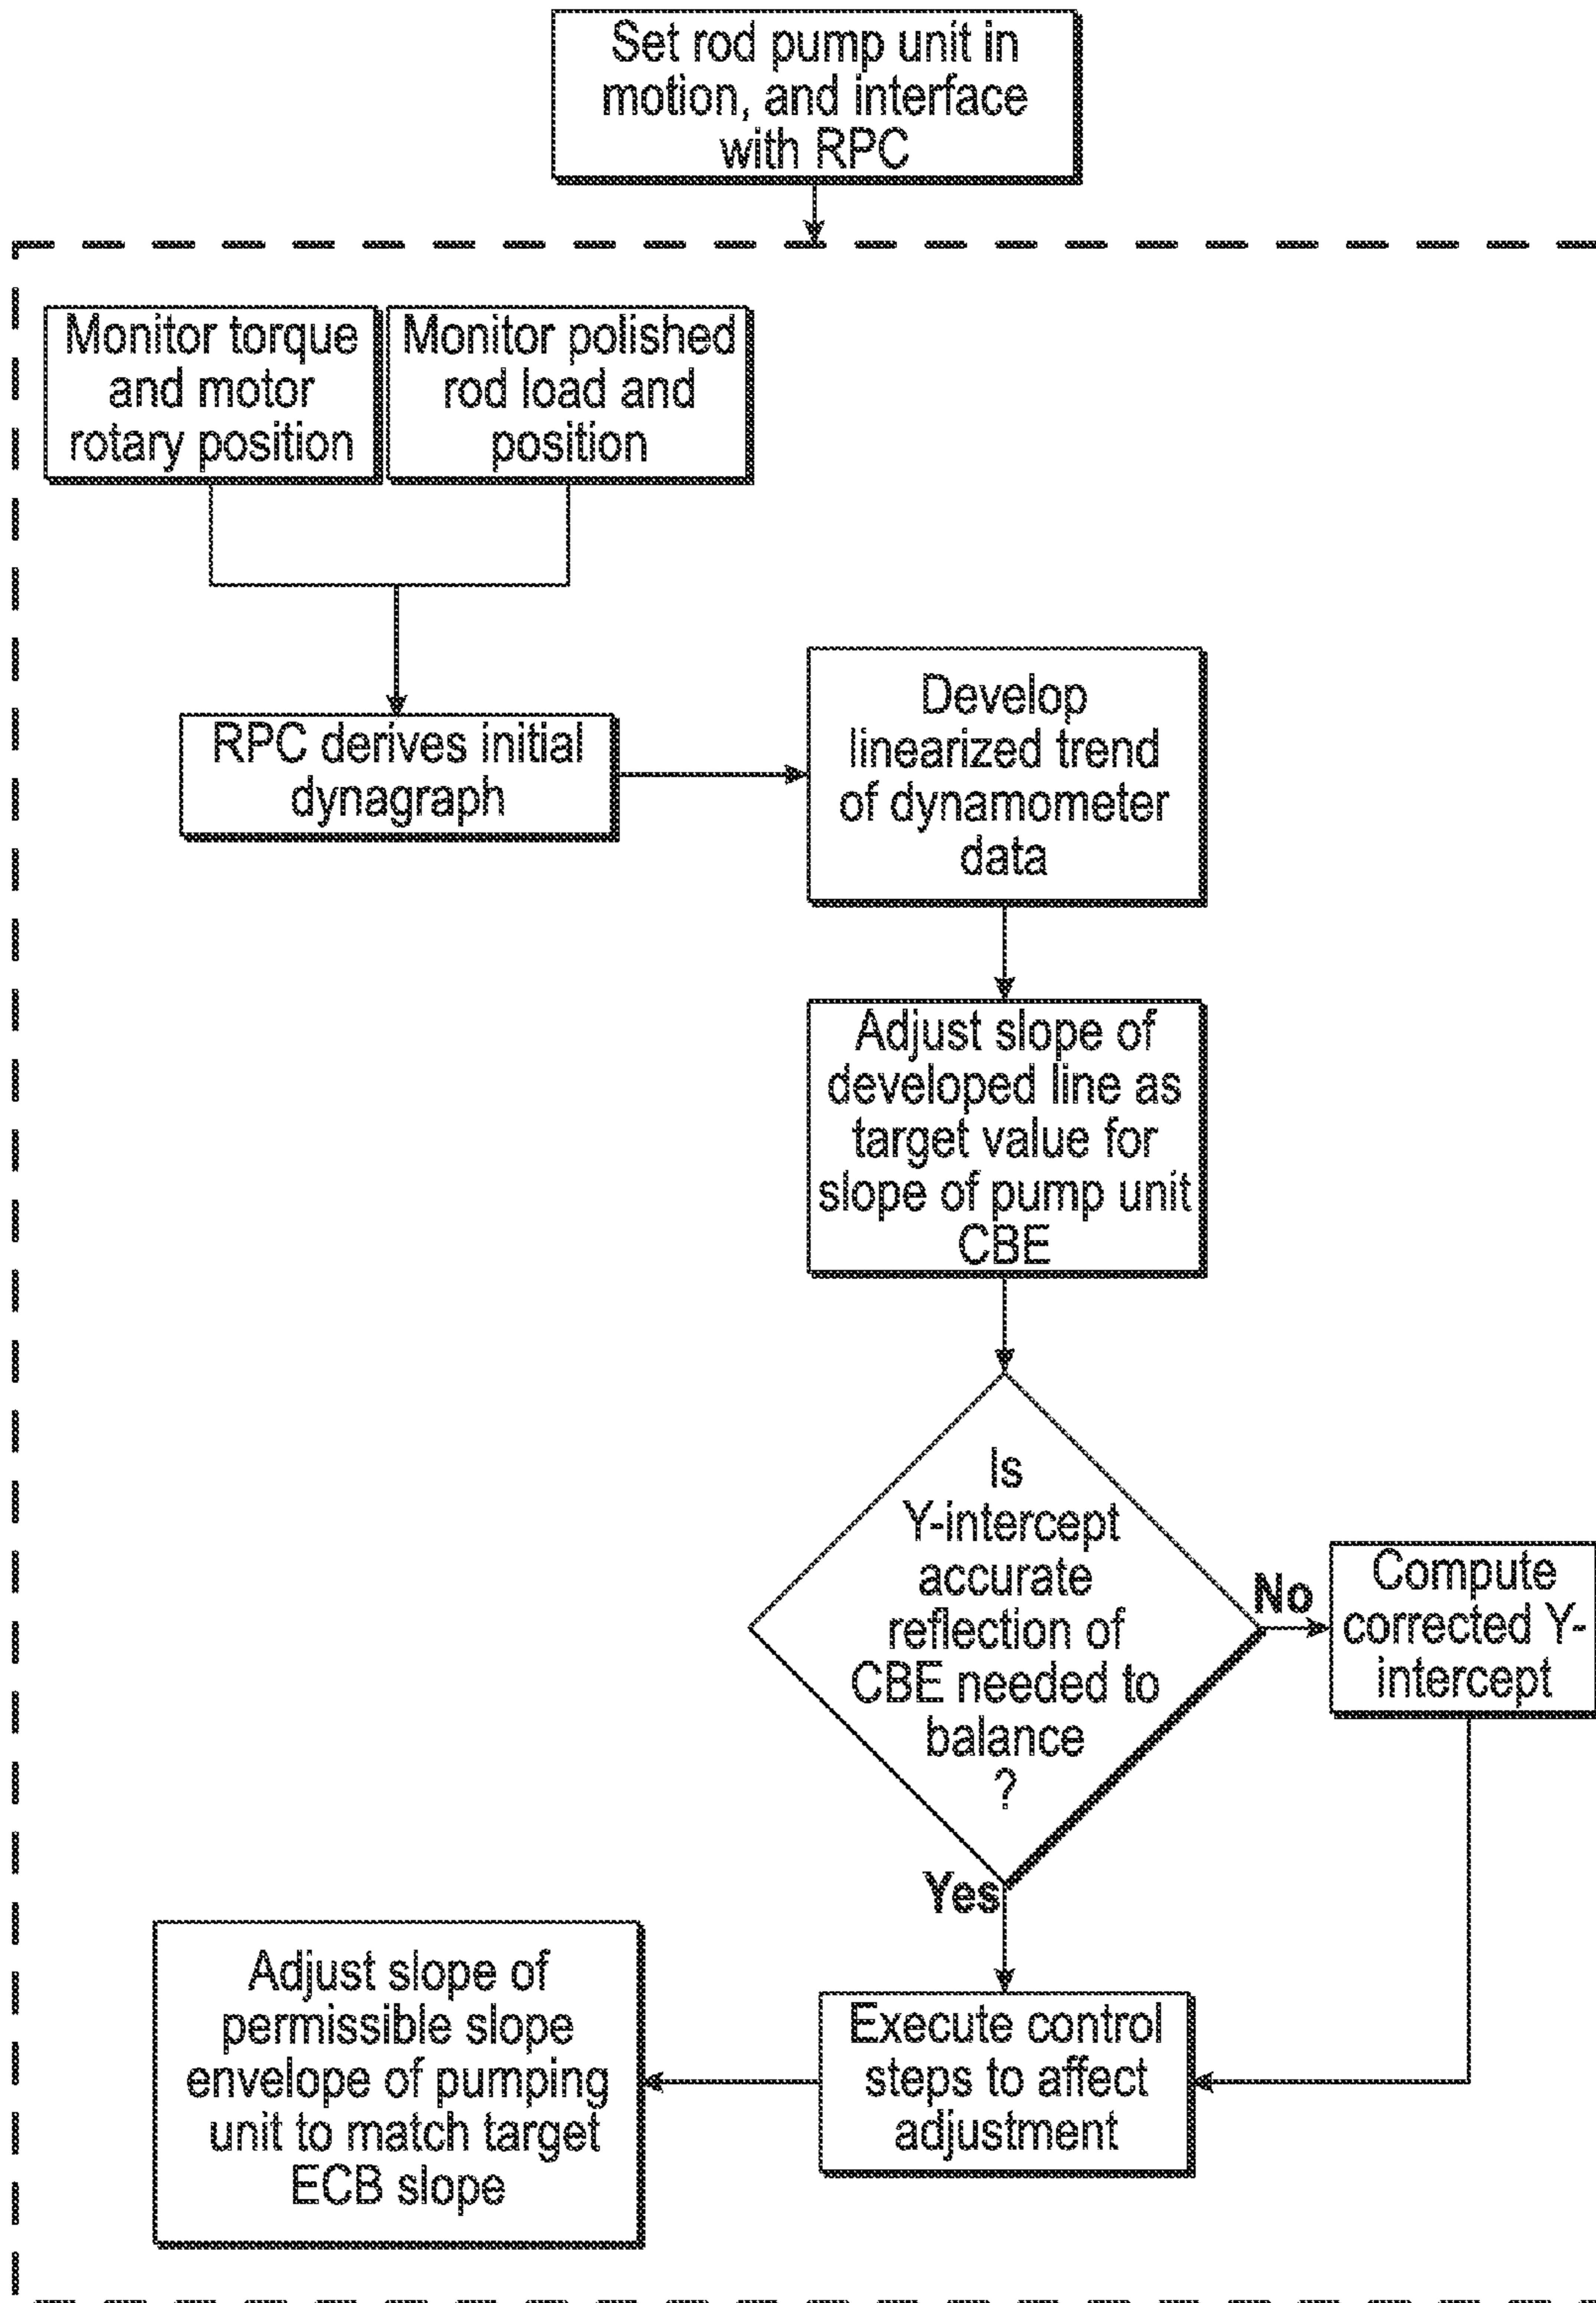 Set rod pump unit in
motion, and interface
with RPC
Monitor torque
and motor
rotary position
Monitor polished
rod load and
position
RPC derives initial
dynagraph
Develop
linearized trend
of dynamometer
data
Adjust slope of
developed line as
target value for
slope of pump unit
CBE
Is
Y-intercept
accurate
reflection of
CBE needed to
balance
?
No
Compute
corrected Y-
intercept
Yes
Execute control
steps to affect
adjustment
Adjust slope of
permissible slope
envelope of pumping
unit to match target
ECB slope